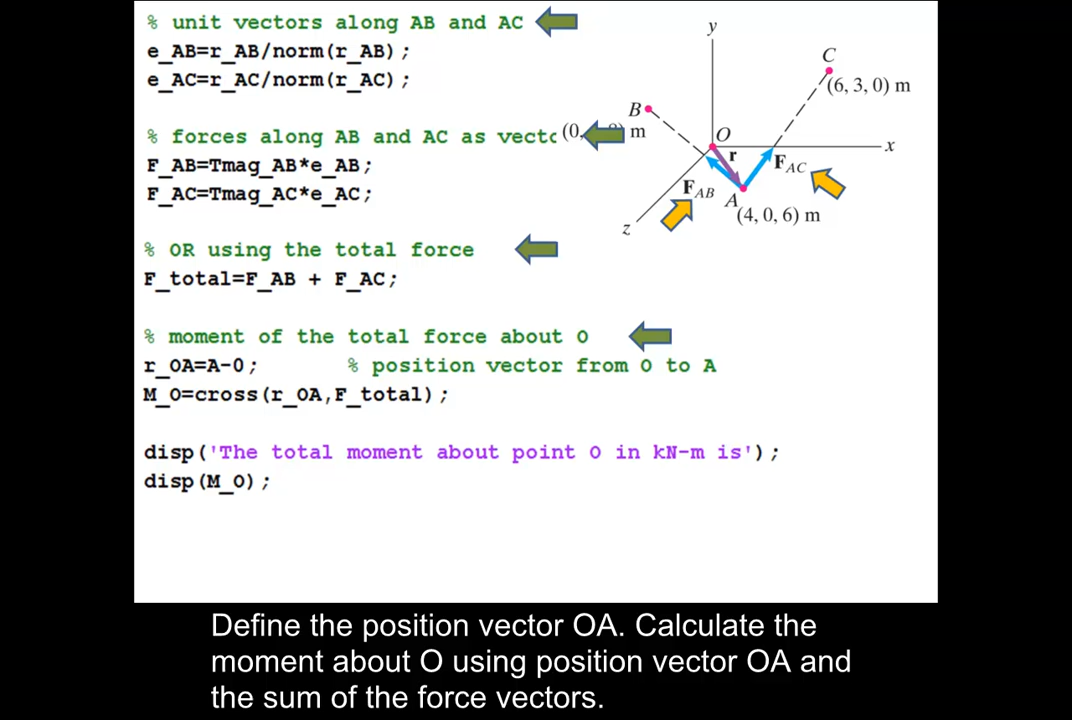 % unit vectors along AB and AC
e_AB=r_AB/norm(r_AB);
e_AC=r_AC/norm(r_AC);
% forces along AB and AC as vecto
F_AB=Tmag_AB*e_AB;
F_AC=Tmag_AC*e_AC;
% OR using the total force
F_total=F_AB + F_AC;
% moment of the total force about O
r_OA=A-O; % position vector from O to A
M_O=cross(r_OA,F_total);
disp('The total moment about point O in kN-m is');
disp(M_O);
y
C
(6, 3, 0) m
B
(0, m
O
x
r
F_AC
F_AB
A
(4, 0, 6) m
z
Define the position vector OA. Calculate the
moment about O using position vector OA and
the sum of the force vectors.